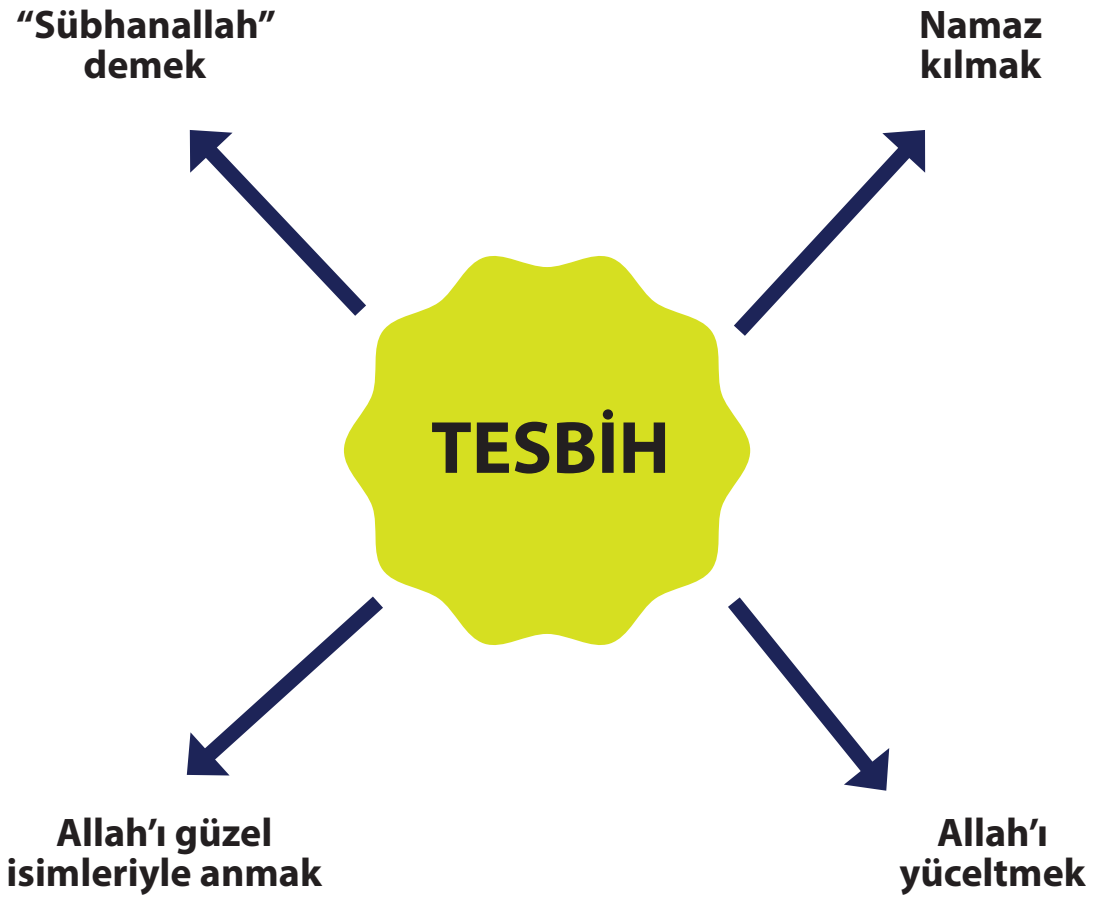 “Sübhanallah”
demek
Namaz
kılmak
TESBİH
Allah’ı güzel
isimleriyle anmak
Allah’ı
yüceltmek